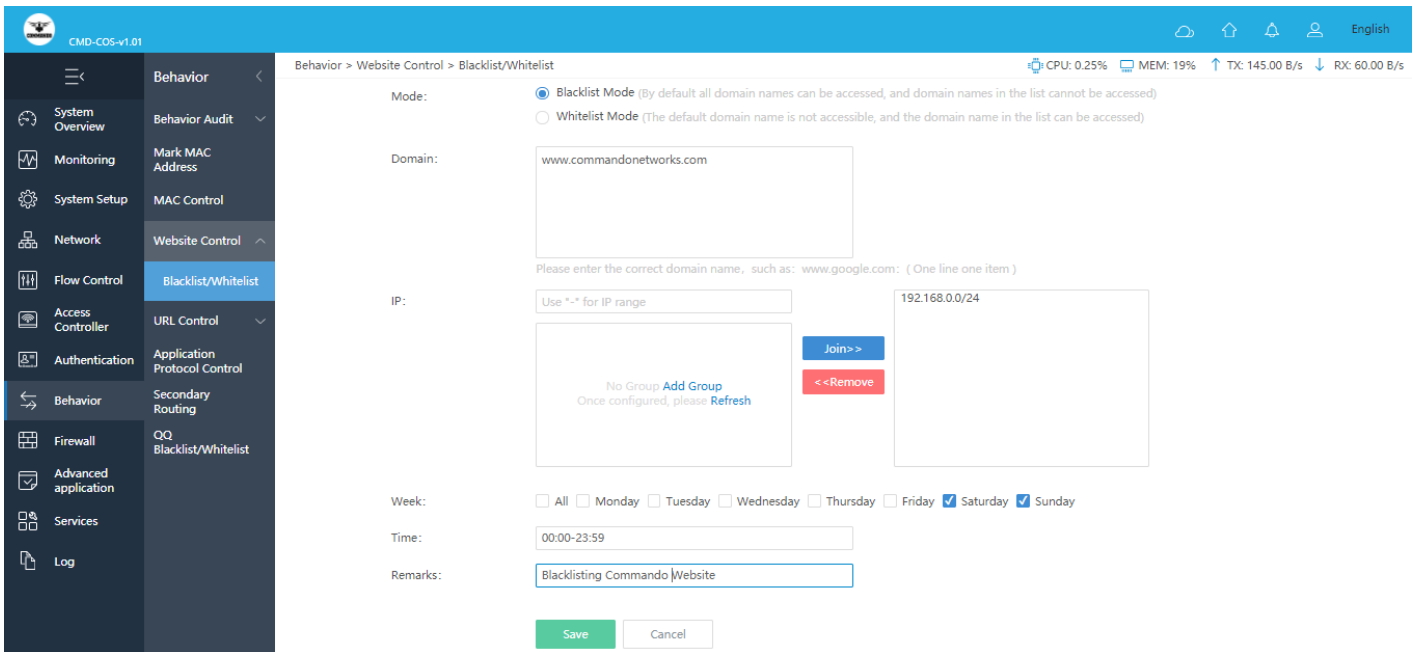 CMD-COS-v1.01
English
Behavior
Behavior > Website Control > Blacklist/Whitelist
CPU: 0.25% MEM: 19% TX: 145.00 B/s RX: 60.00 B/s
System Overview
Monitoring
System Setup
Network
Flow Control
Access Controller
Authentication
Behavior
Firewall
Advanced application
Services
Log
Behavior Audit
Mark MAC Address
MAC Control
Website Control
Blacklist/Whitelist
URL Control
Application Protocol Control
Secondary Routing
QQ Blacklist/Whitelist
Mode:
Blacklist Mode (By default all domain names can be accessed, and domain names in the list cannot be accessed)
Whitelist Mode (The default domain name is not accessible, and the domain name in the list can be accessed)
Domain:
www.commandonetworks.com
Please enter the correct domain name，such as：www.google.com：( One line one item )
IP:
Use "-" for IP range
192.168.0.0/24
No Group Add Group
Once configured, please Refresh
Join>>
<<Remove
Week:
All Monday Tuesday Wednesday Thursday Friday Saturday Sunday
Time:
00:00-23:59
Remarks:
Blacklisting Commando Website
Save
Cancel